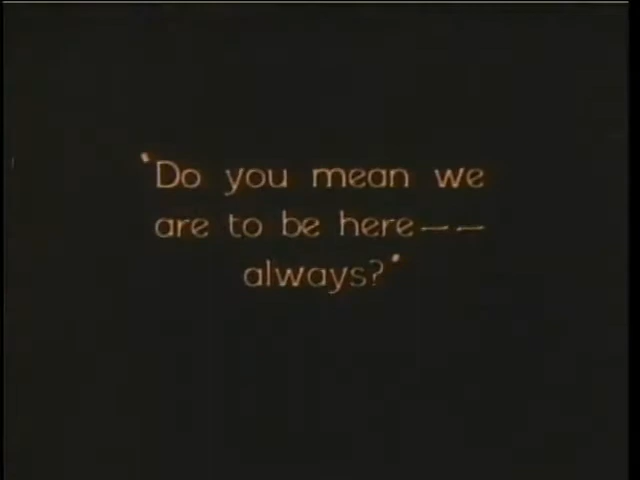 "Do you mean we
are to be here——
always?"